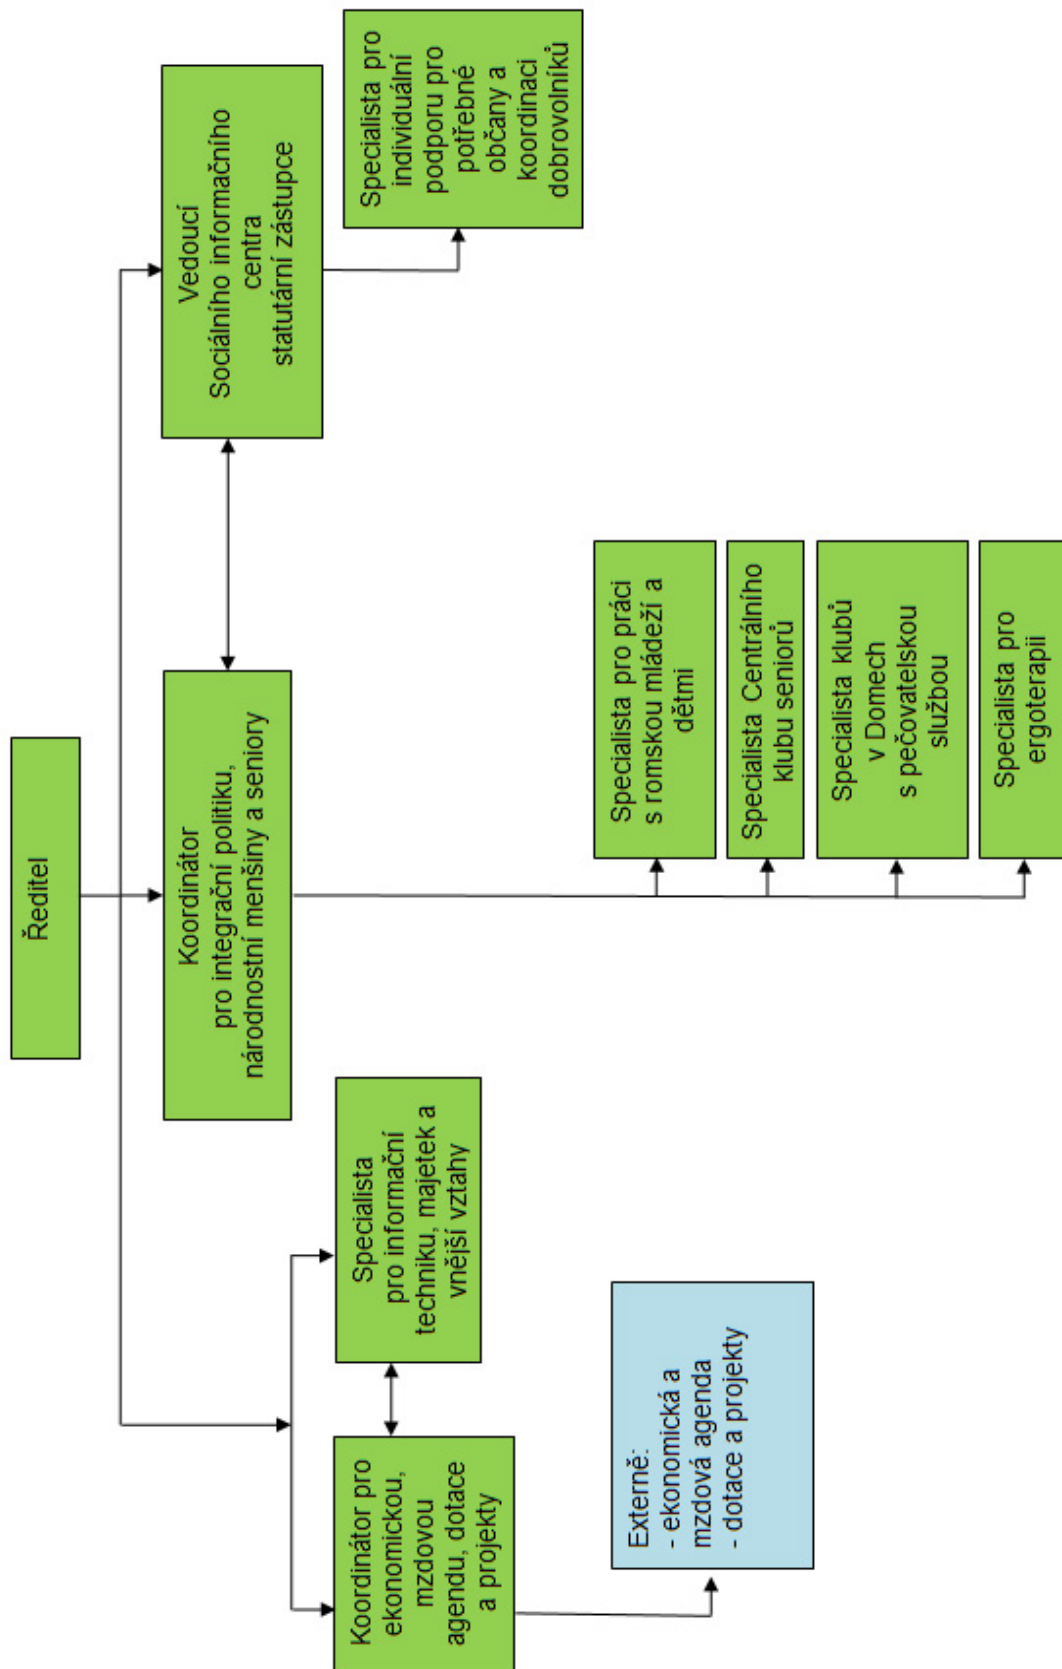 Ředitel
Koordinátor pro
ekonomickou,
mzdovou
agendu, dotace
a projekty
Specialista
pro informační
techniku, majetek a
vnější vztahy
Externě:
- ekonomická a
mzdová agenda
- dotace a projekty
Koordinátor
pro integrační politiku,
národnostní menšiny a seniory
Specialista pro práci
s romskou mládeží a
dětmi
Specialista Centrálního
klubu seniorů
Specialista klubů
v Domech
s pečovatelskou
službou
Specialista pro
ergoterapii
Vedoucí
Sociálního informačního
centra
statutární zástupce
Specialista pro
individuální
podporu pro
potřebné
občany a
koordinaci
dobrovolníků